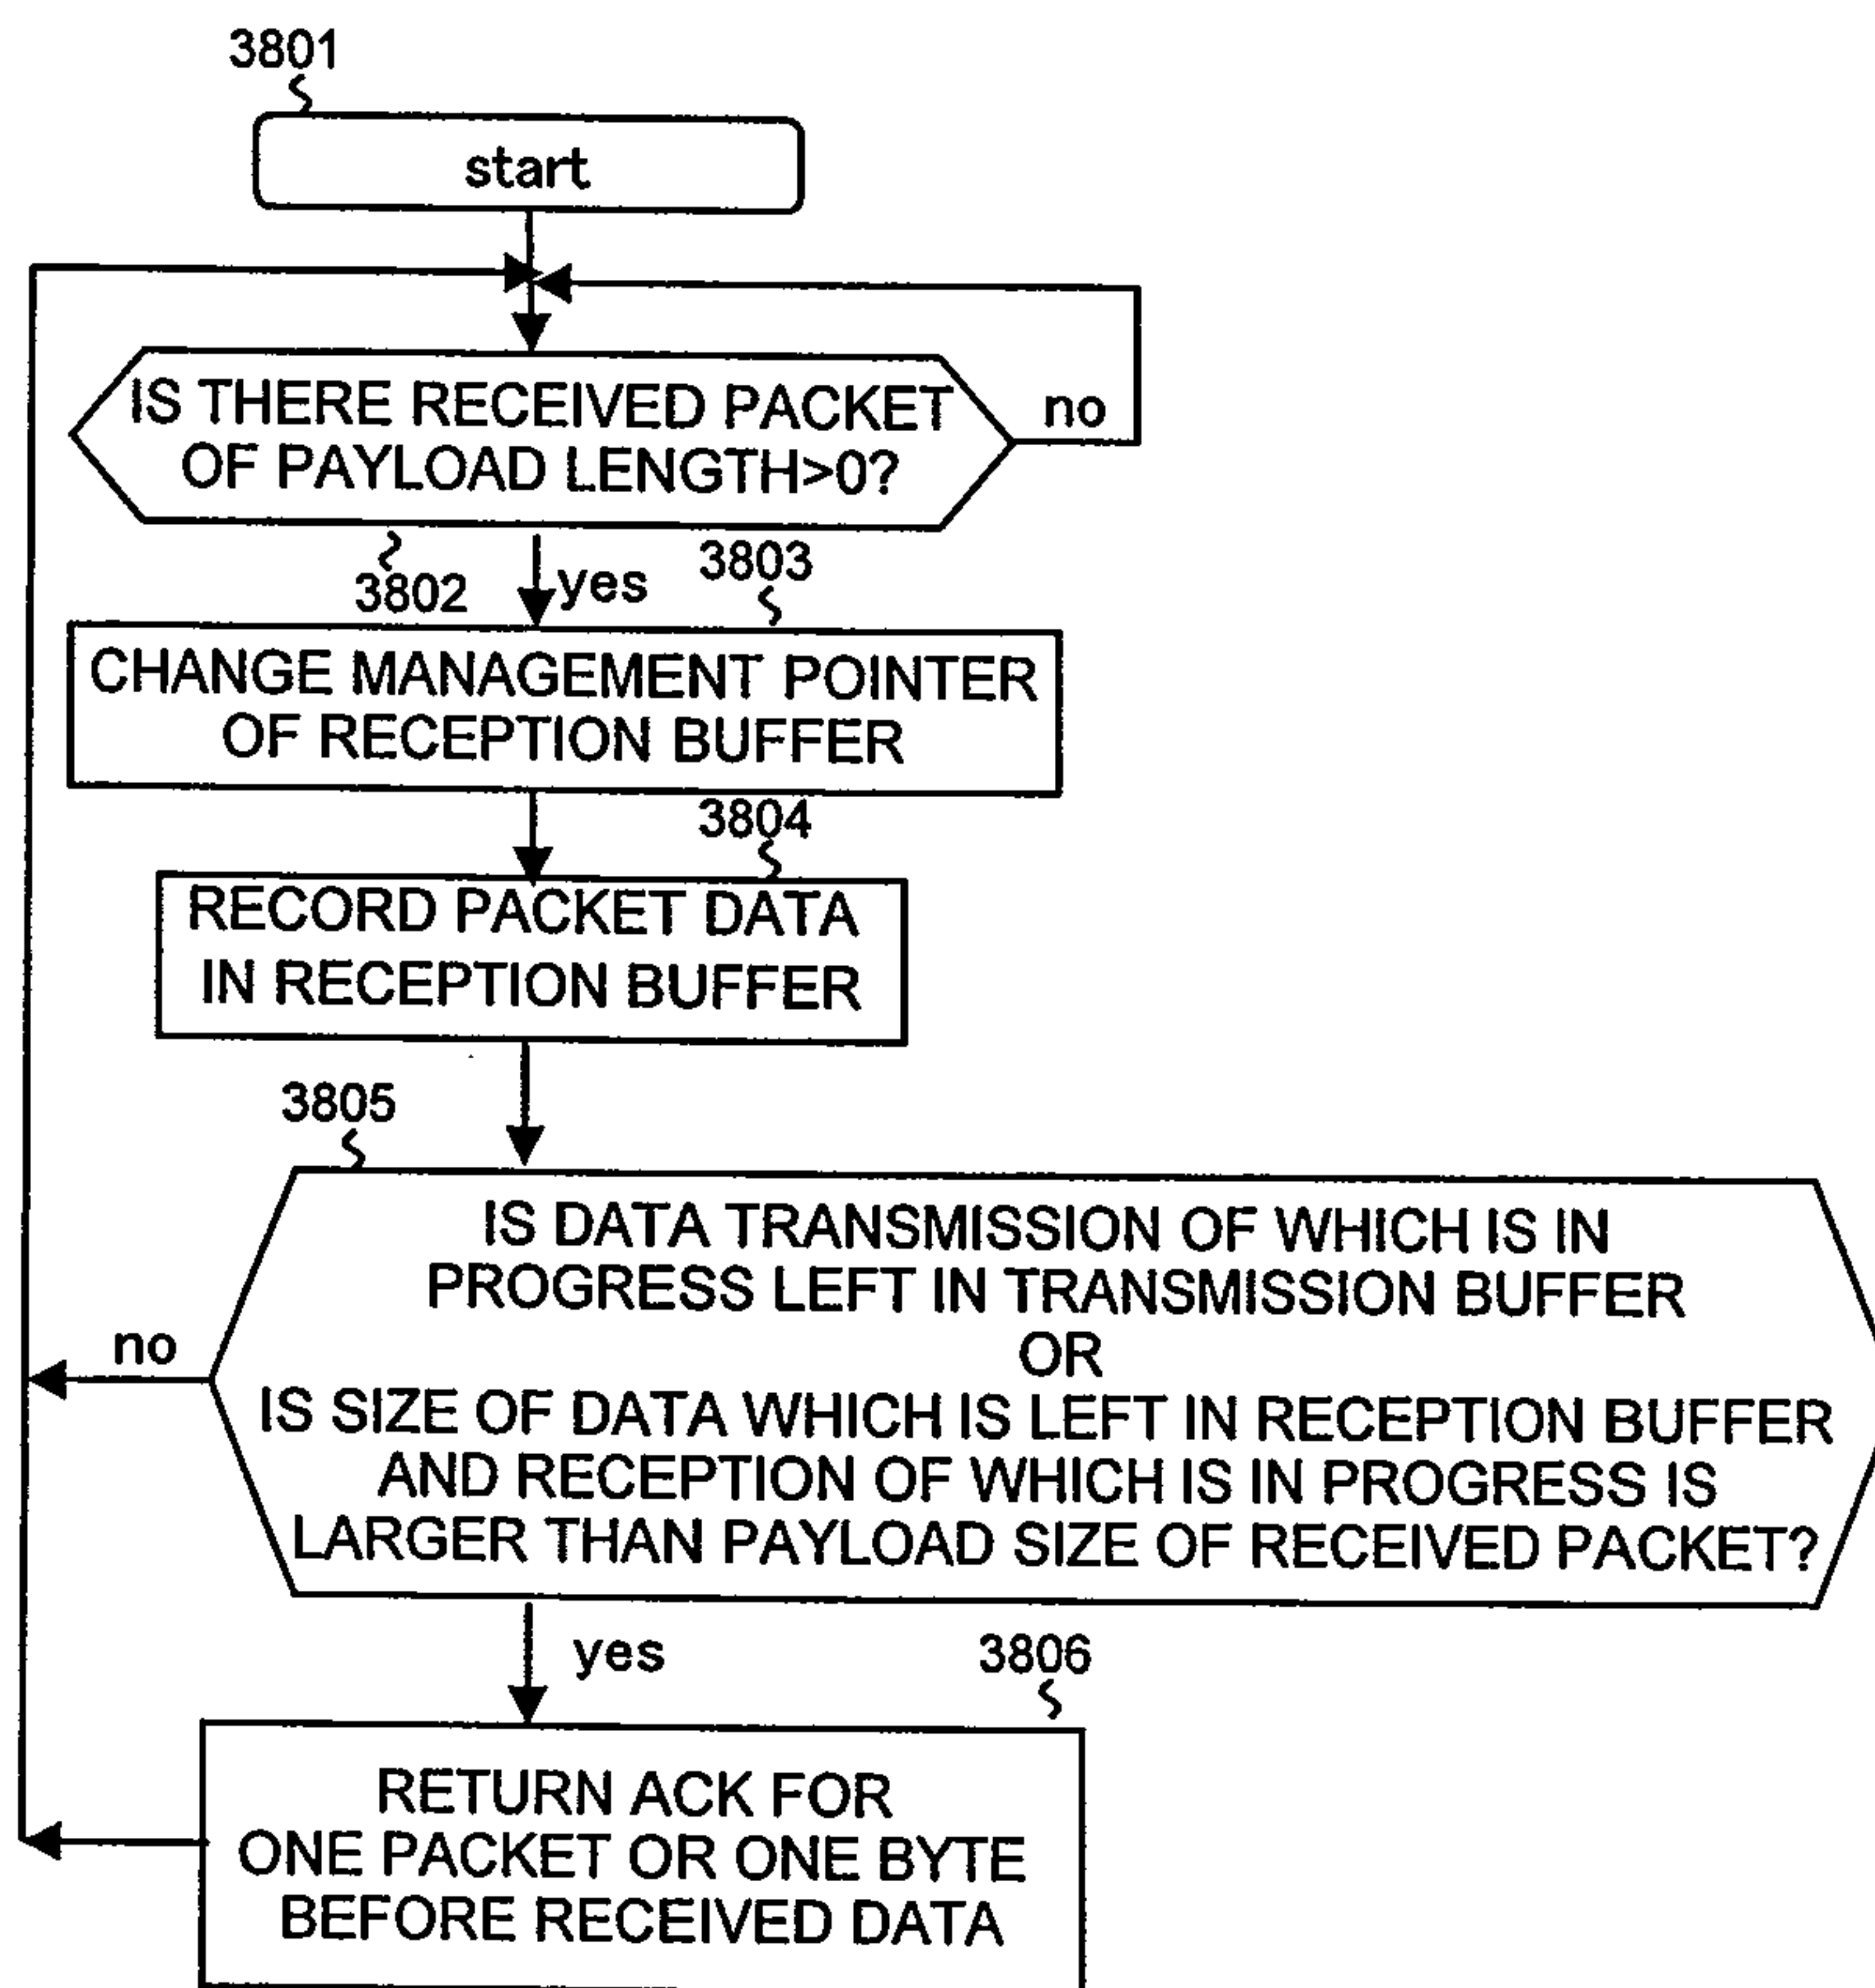 3801
start
IS THERE RECEIVED PACKET
OF PAYLOAD LENGTH>0?
no
3802
yes
3803
CHANGE MANAGEMENT POINTER
OF RECEPTION BUFFER
3804
RECORD PACKET DATA
IN RECEPTION BUFFER
3805
IS DATA TRANSMISSION OF WHICH IS IN
PROGRESS LEFT IN TRANSMISSION BUFFER
OR
IS SIZE OF DATA WHICH IS LEFT IN RECEPTION BUFFER
AND RECEPTION OF WHICH IS IN PROGRESS IS
LARGER THAN PAYLOAD SIZE OF RECEIVED PACKET?
no
yes
3806
RETURN ACK FOR
ONE PACKET OR ONE BYTE
BEFORE RECEIVED DATA